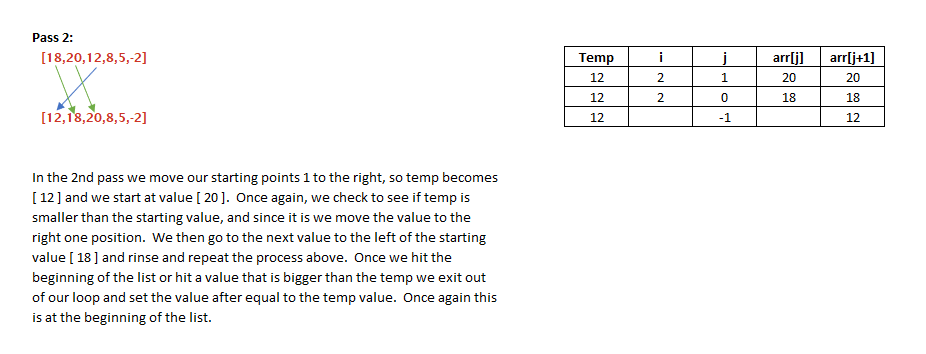 Pass 2:
[18,20,12,8,5,-2]
[12,18,20,8,5,-2]
Temp i j arr[j] arr[j+1]
12 2 1 20 20
12 2 0 18 18
12 -1 12
In the 2nd pass we move our starting points 1 to the right, so temp becomes
[ 12 ] and we start at value [ 20 ].  Once again, we check to see if temp is
smaller than the starting value, and since it is we move the value to the
right one position.  We then go to the next value to the left of the starting
value [ 18 ] and rinse and repeat the process above.  Once we hit the
beginning of the list or hit a value that is bigger than the temp we exit out
of our loop and set the value after equal to the temp value.  Once again this
is at the beginning of the list.